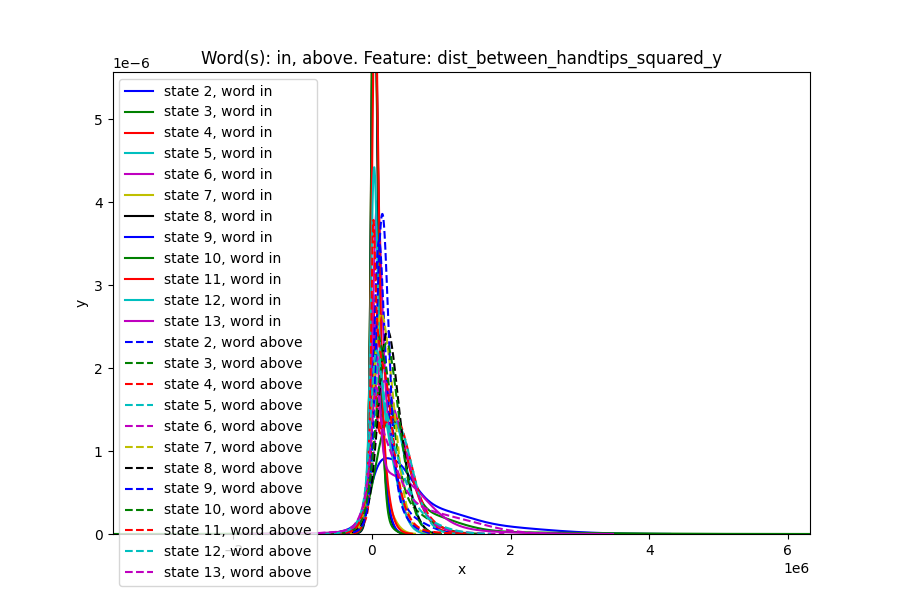 Word(s): in, above. Feature: dist_between_handtips_squared_y
1e−6
y
5
4
3
2
1
0
state 2, word in
state 3, word in
state 4, word in
state 5, word in
state 6, word in
state 7, word in
state 8, word in
state 9, word in
state 10, word in
state 11, word in
state 12, word in
state 13, word in
state 2, word above
state 3, word above
state 4, word above
state 5, word above
state 6, word above
state 7, word above
state 8, word above
state 9, word above
state 10, word above
state 11, word above
state 12, word above
state 13, word above
0 2 4 6
x
1e6